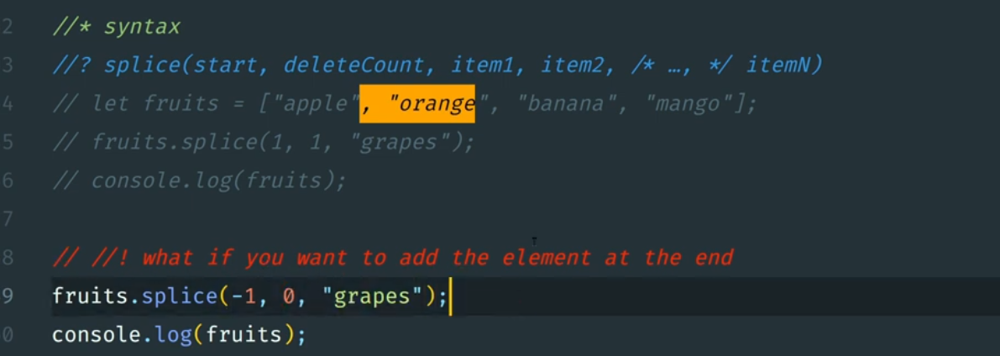 2 //* syntax
3 //? splice(start, deleteCount, item1, item2, /* …, */ itemN)
4 // let fruits = ["apple", "orange", "banana", "mango"];
5 // fruits.splice(1, 1, "grapes");
6 // console.log(fruits);
7
8 // //! what if you want to add the element at the end
9 fruits.splice(-1, 0, "grapes");
0 console.log(fruits);